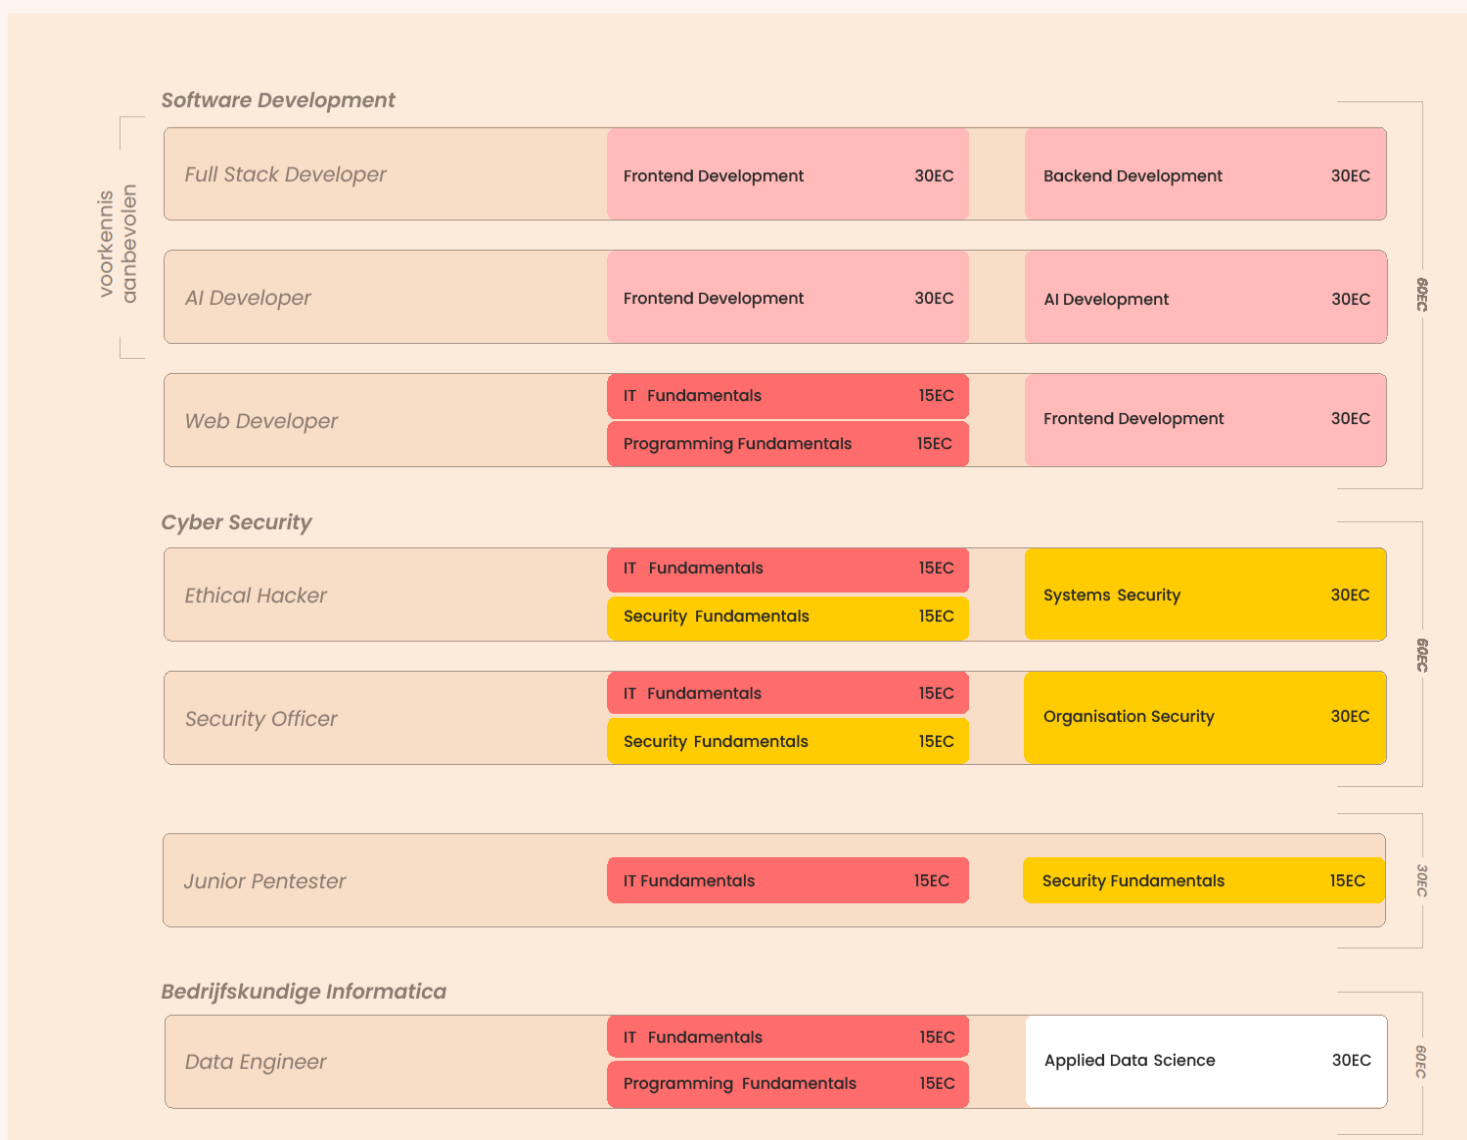 Software Development
voorkennis
aanbevolen
Full Stack Developer
Frontend Development 30EC
Backend Development 30EC
AI Developer
Frontend Development 30EC
AI Development 30EC
60EC
Web Developer
IT Fundamentals 15EC
Programming Fundamentals 15EC
Frontend Development 30EC
Cyber Security
Ethical Hacker
IT Fundamentals 15EC
Security Fundamentals 15EC
Systems Security 30EC
60EC
Security Officer
IT Fundamentals 15EC
Security Fundamentals 15EC
Organisation Security 30EC
Junior Pentester
IT Fundamentals 15EC
Security Fundamentals 15EC
30EC
Bedrijfskundige Informatica
Data Engineer
IT Fundamentals 15EC
Programming Fundamentals 15EC
Applied Data Science 30EC
60EC